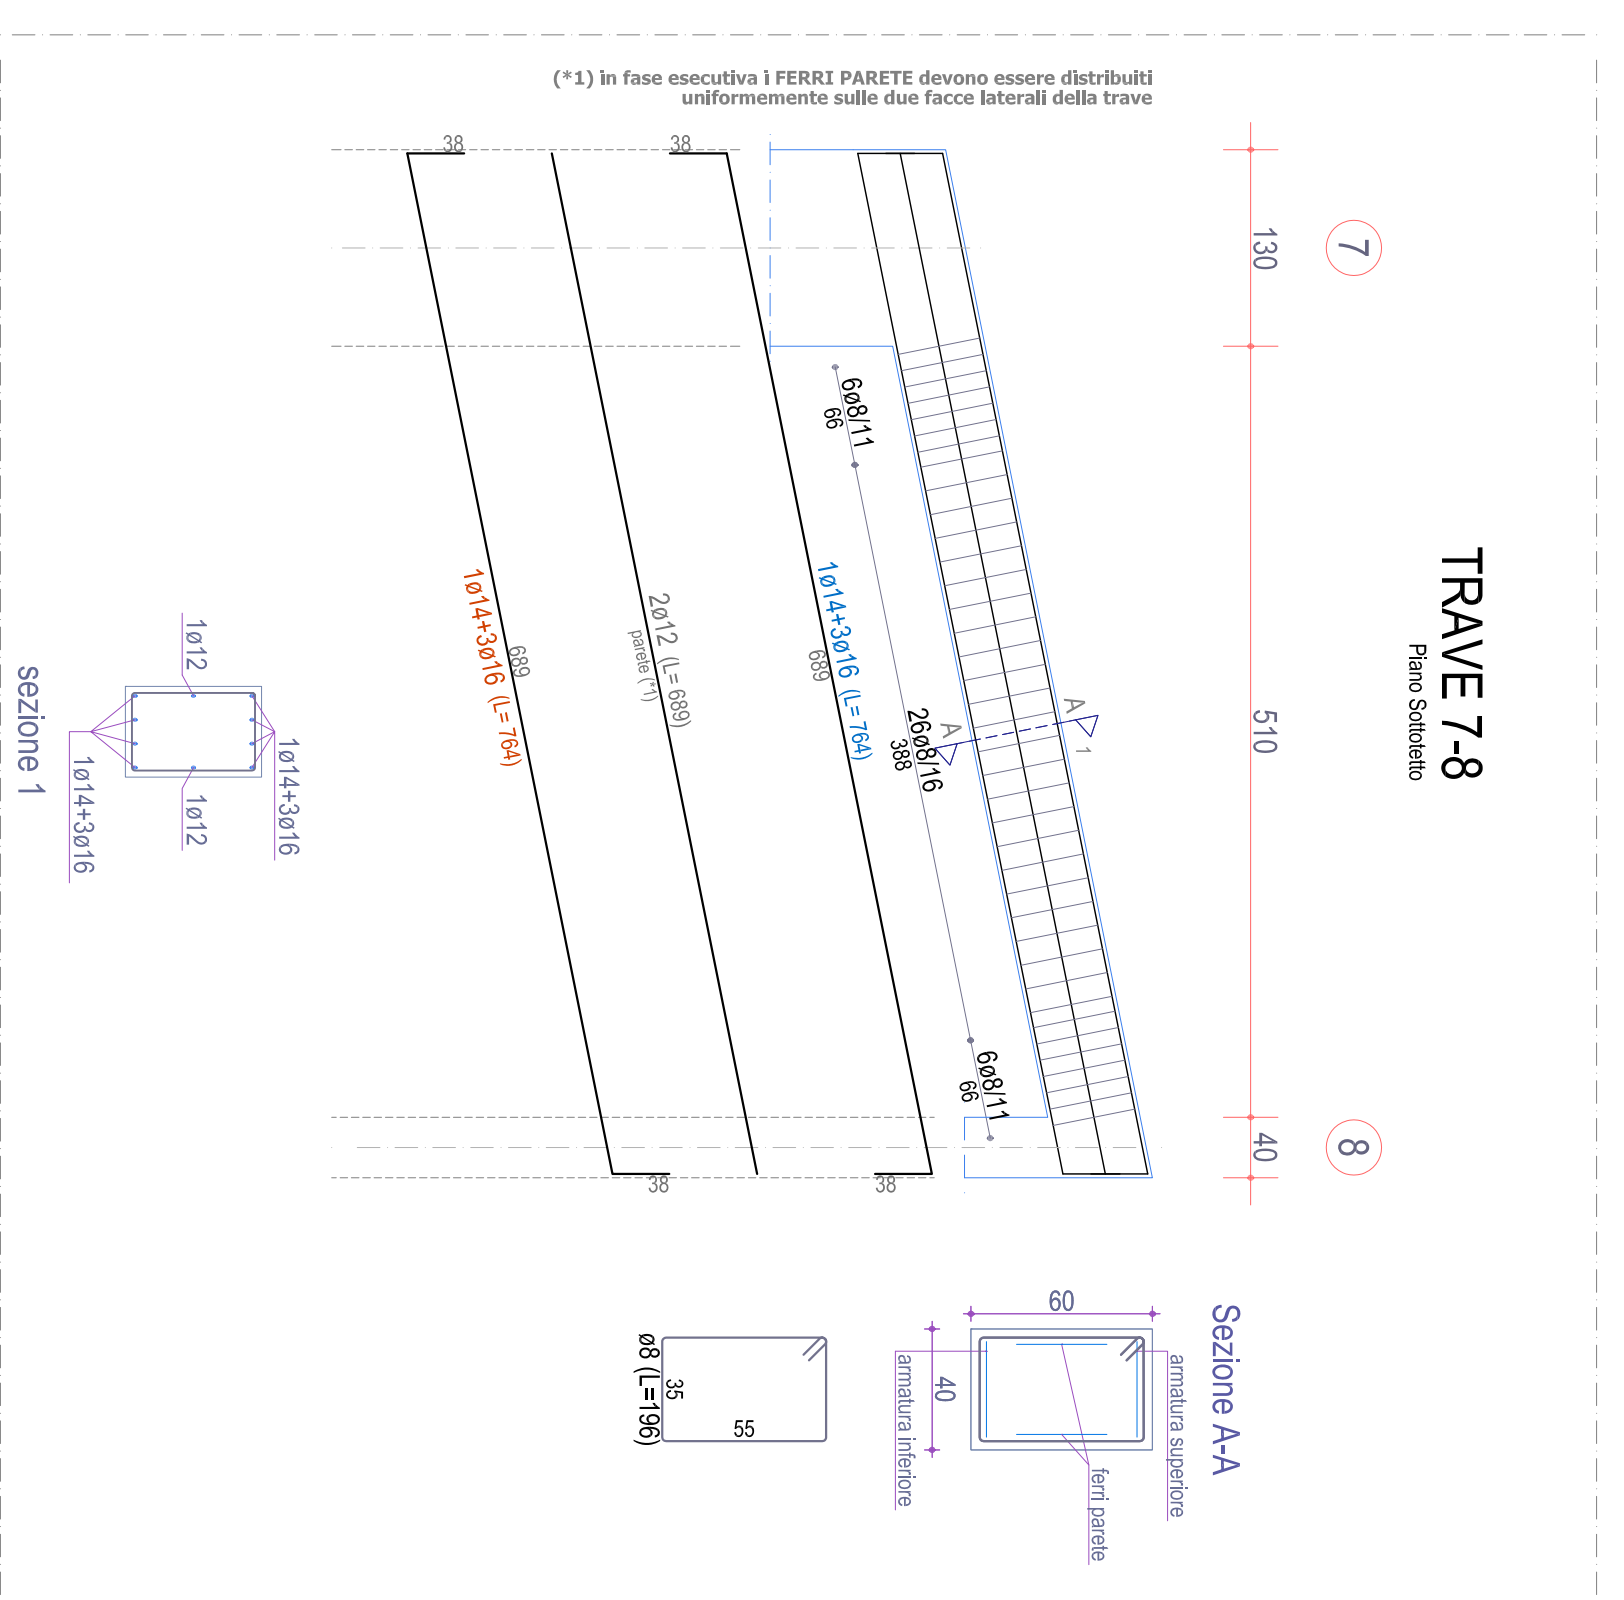 (*1) in fase esecutiva i FERRI PARETE devono essere distribuiti
uniformemente sulle due facce laterali della trave
TRAVE 7-8
Piano Sottotetto
7
8
130
510
40
A
A
1
6ø8/11
66
26ø8/16
388
6ø8/11
66
38
1ø14+3ø16 (L= 764)
689
38
2ø12 (L= 689)
parete (*1)
38
1ø14+3ø16 (L= 764)
689
38
Sezione A-A
60
40
armatura superiore
ferri parete
armatura inferiore
55
35
ø8 (L=196)
1ø14+3ø16
1ø12
1ø12
1ø14+3ø16
sezione 1